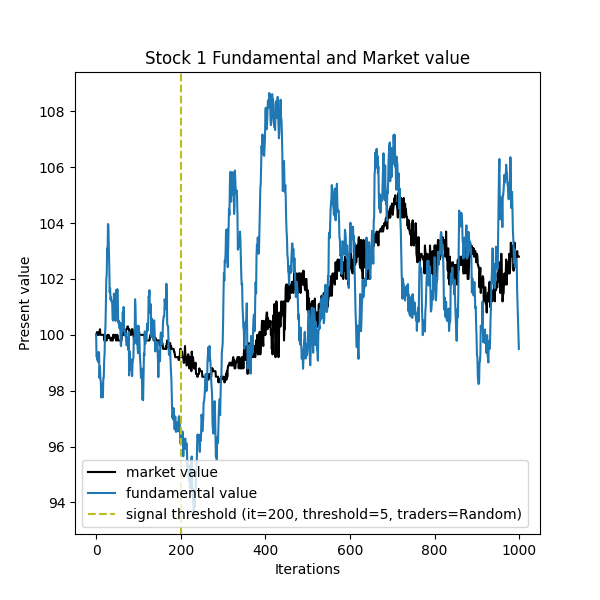 Stock 1 Fundamental and Market value
Present value
108
106
104
102
100
98
96
94
market value
fundamental value
signal threshold (it=200, threshold=5, traders=Random)
0 200 400 600 800 1000
Iterations